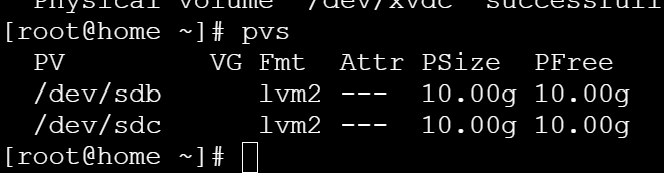 Physical volume "/dev/xvdc" successfull
[root@home ~]# pvs
PV VG Fmt Attr PSize PFree
/dev/sdb lvm2 --- 10.00g 10.00g
/dev/sdc lvm2 --- 10.00g 10.00g
[root@home ~]#